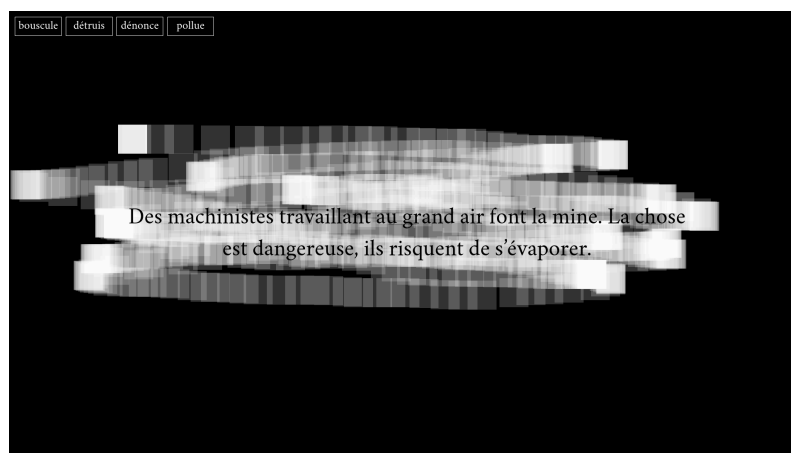 bouscule détruis dénonce pollue
Des machinistes travaillant au grand air font la mine. La chose
est dangereuse, ils risquent de s’évaporer.